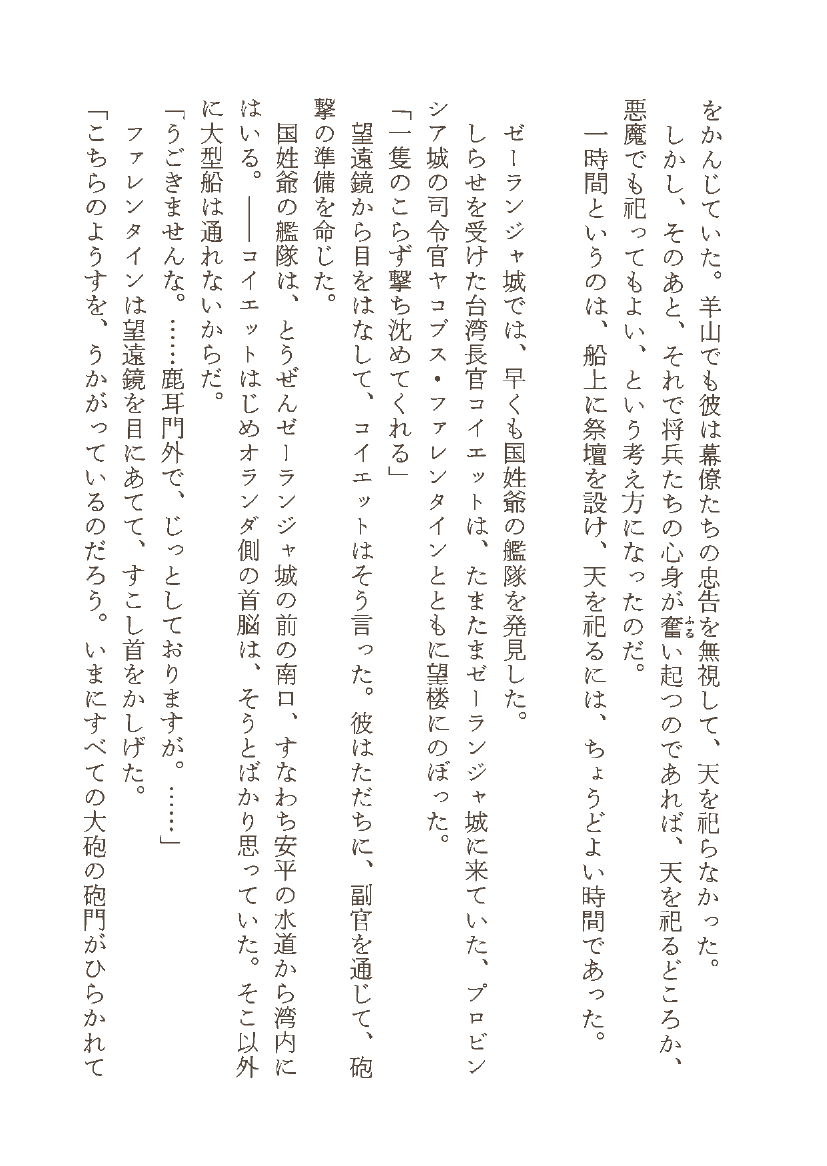 をかんじていた。羊山でも彼は幕僚たちの忠告を無視して、天を祀らなかった。
しかし、そのあと、それで将兵たちの心身が奮い起つのであれば、天を祀るどころか、
ふる
悪魔でも祀ってもよい、という考え方になったのだ。
一時間というのは、船上に祭壇を設け、天を祀るには、ちょうどよい時間であった。
ゼーランジャ城では、早くも国姓爺の艦隊を発見した。
しらせを受けた台湾長官コイエットは、たまたまゼーランジャ城に来ていた、プロビン
シア城の司令官ヤコブス・ファレンタインとともに望楼にのぼった。
「一隻のこらず撃ち沈めてくれる」
望遠鏡から目をはなして、コイエットはそう言った。彼はただちに、副官を通じて、砲
撃の準備を命じた。
国姓爺の艦隊は、とうぜんゼーランジャ城の前の南口、すなわち安平の水道から湾内に
はいる。――コイエットはじめオランダ側の首脳は、そうとばかり思っていた。そこ以外
に大型船は通れないからだ。
「うごきませんな。……鹿耳門外で、じっとしておりますが。……」
ファレンタインは望遠鏡を目にあてて、すこし首をかしげた。
「こちらのようすを、うかがっているのだろう。いまにすべての大砲の砲門がひらかれて